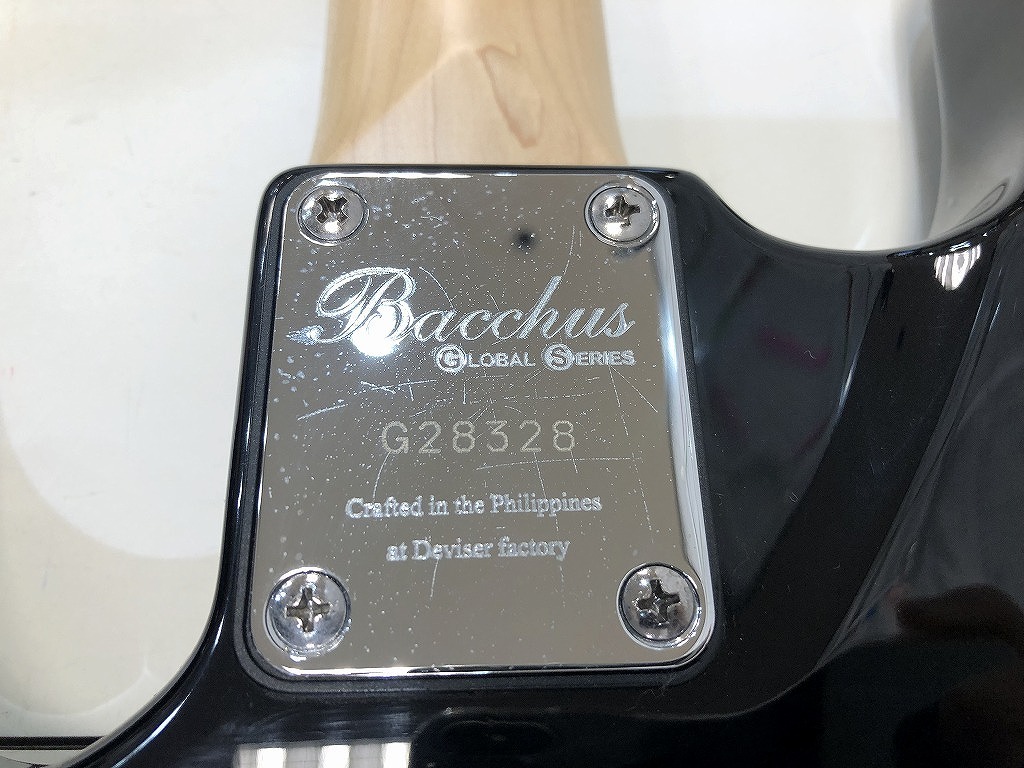 Bacchus
GLOBAL SERIES
G28328
Crafted in the Philippines
at Deviser factory